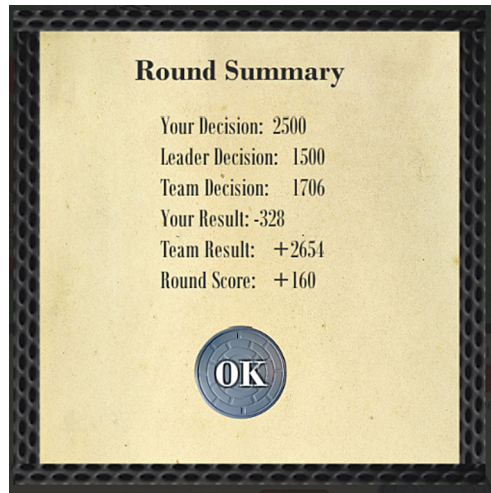 Round Summary
Your Decision: 2500
Leader Decision: 1500
Team Decision: 1706
Your Result: -328
Team Result: +2654
Round Score: +160
OK